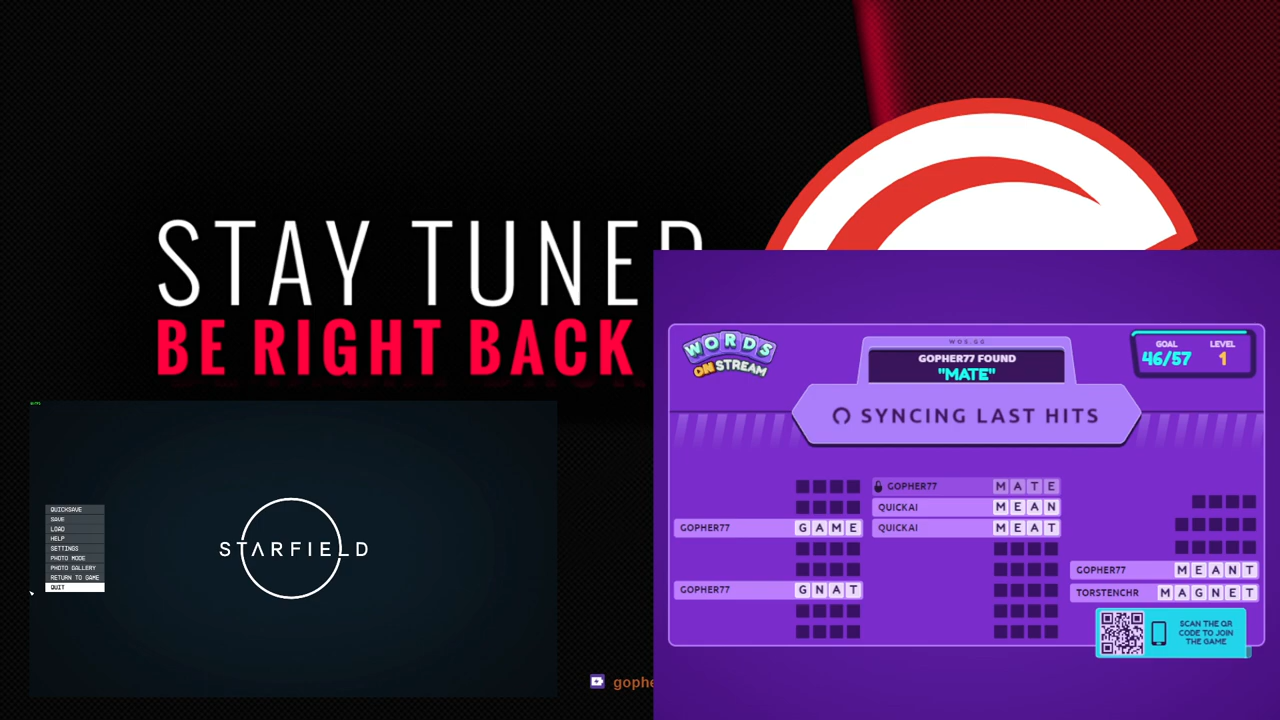 STAY TUNED
BE RIGHT BACK
QUICKSAVE
SAVE
LOAD
HELP
SETTINGS
PHOTO MODE
PHOTO GALLERY
RETURN TO GAME
QUIT
STARFIELD
gophe
WORDS
ON STREAM
WOS.GG
GOPHER77 FOUND
"MATE"
GOAL
46/57
LEVEL
1
SYNCING LAST HITS
GOPHER77 GAME
GOPHER77 GNAT
GOPHER77 MATE
QUICKAI MEAN
QUICKAI MEAT
GOPHER77 MEANT
TORSTENCHR MAGNET
SCAN THE QR
CODE TO JOIN
THE GAME